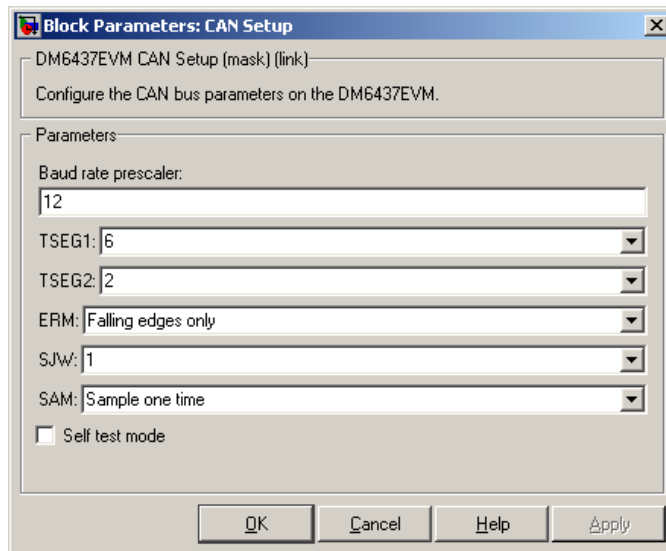 Block Parameters: CAN Setup
DM6437EVM CAN Setup (mask) (link)
Configure the CAN bus parameters on the DM6437EVM.
Parameters
Baud rate prescaler:
12
TSEG1: 6
TSEG2: 2
ERM: Falling edges only
SJW: 1
SAM: Sample one time
Self test mode
OK Cancel Help Apply